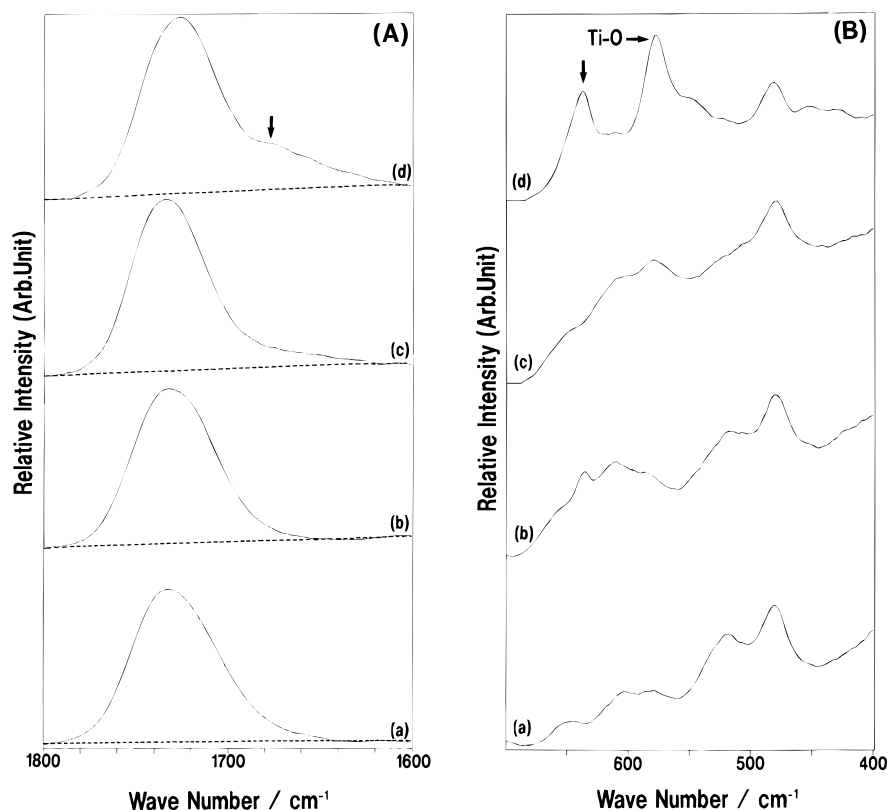 (A)
(d)
(c)
(b)
(a)
Relative Intensity (Arb.Unit)
1800
1700
1600
Wave Number / cm⁻¹
(B)
Ti-O
(d)
(c)
(b)
(a)
Relative Intensity (Arb.Unit)
600
500
400
Wave Number / cm⁻¹